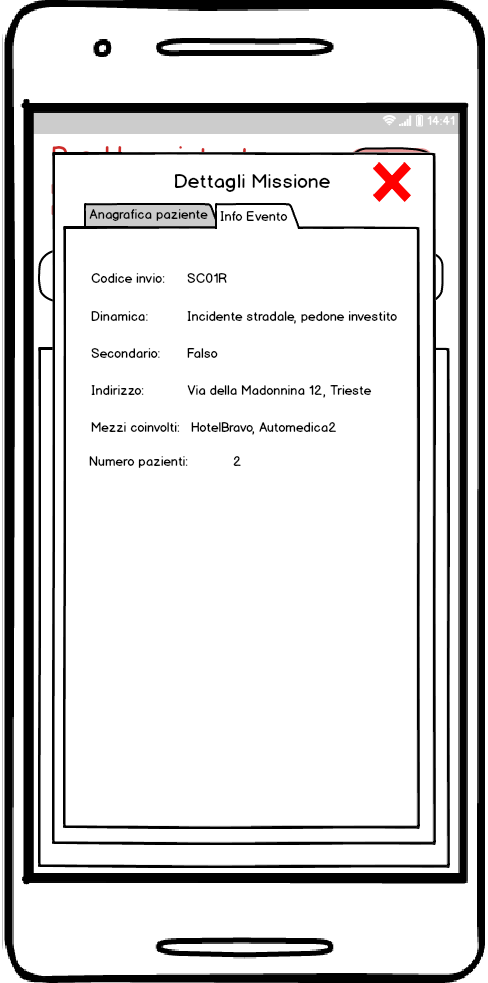 14:41
Dettagli Missione
Anagrafica paziente Info Evento
Codice invio: SC01R
Dinamica: Incidente stradale, pedone investito
Secondario: Falso
Indirizzo: Via della Madonnina 12, Trieste
Mezzi coinvolti: HotelBravo, Automedica2
Numero pazienti: 2